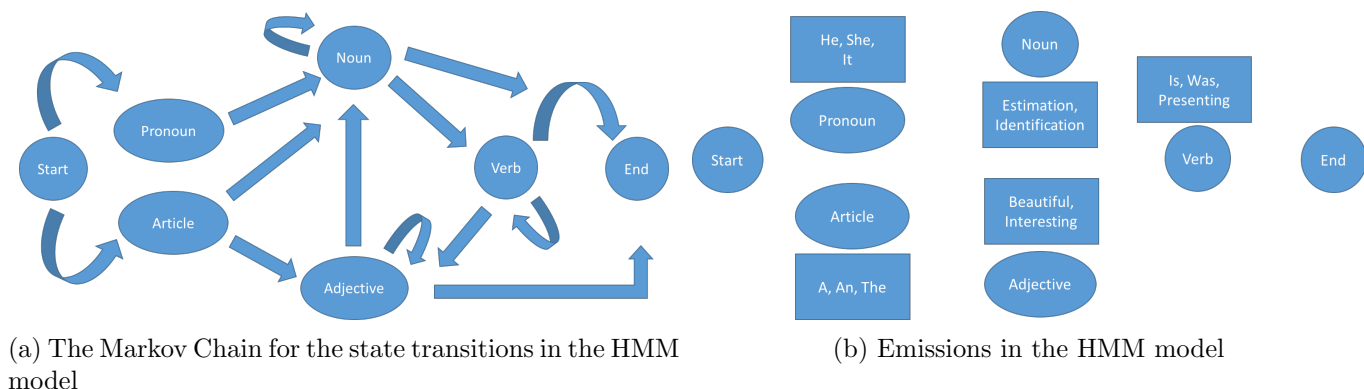 Noun
Pronoun
Start
Verb
End
Article
Adjective
(a) The Markov Chain for the state transitions in the HMM
model
He, She,
It
Noun
Is, Was,
Presenting
Estimation,
Identification
Pronoun
Start
Verb
End
Article
Beautiful,
Interesting
A, An, The
Adjective
(b) Emissions in the HMM model